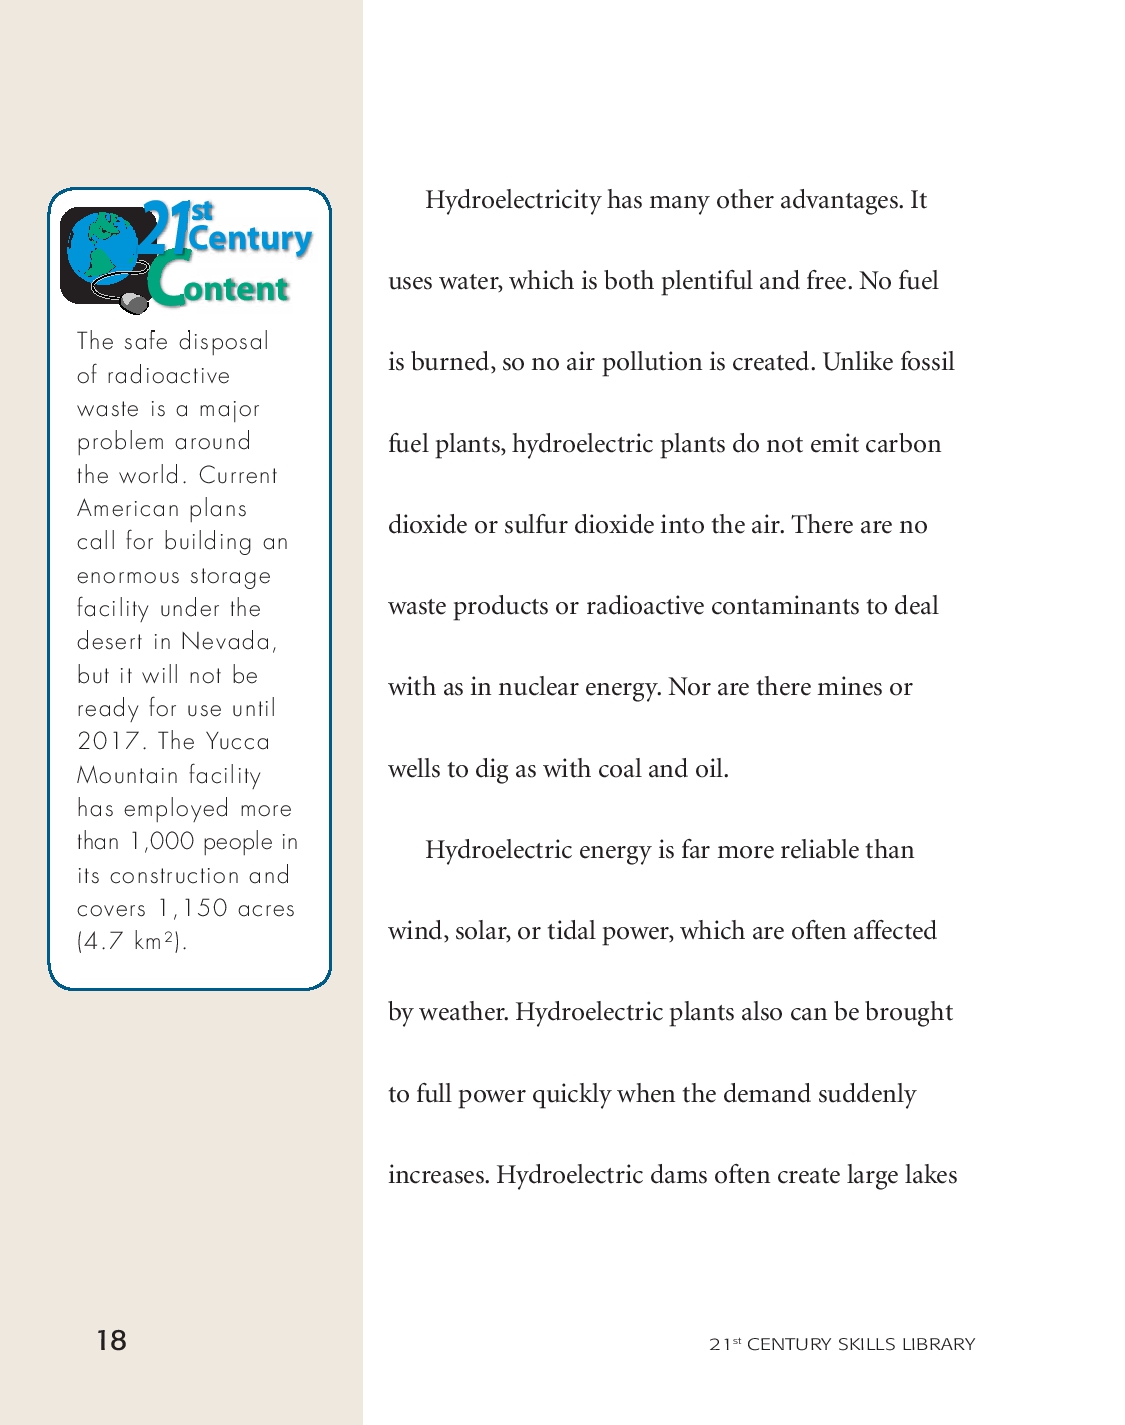 21st
Century
Content
The safe disposal
of radioactive
waste is a major
problem around
the world. Current
American plans
call for building an
enormous storage
facility under the
desert in Nevada,
but it will not be
ready for use until
2017. The Yucca
Mountain facility
has employed more
than 1,000 people in
its construction and
covers 1,150 acres
(4.7 km²).
Hydroelectricity has many other advantages. It
uses water, which is both plentiful and free. No fuel
is burned, so no air pollution is created. Unlike fossil
fuel plants, hydroelectric plants do not emit carbon
dioxide or sulfur dioxide into the air. There are no
waste products or radioactive contaminants to deal
with as in nuclear energy. Nor are there mines or
wells to dig as with coal and oil.
Hydroelectric energy is far more reliable than
wind, solar, or tidal power, which are often affected
by weather. Hydroelectric plants also can be brought
to full power quickly when the demand suddenly
increases. Hydroelectric dams often create large lakes
18
21st CENTURY SKILLS LIBRARY